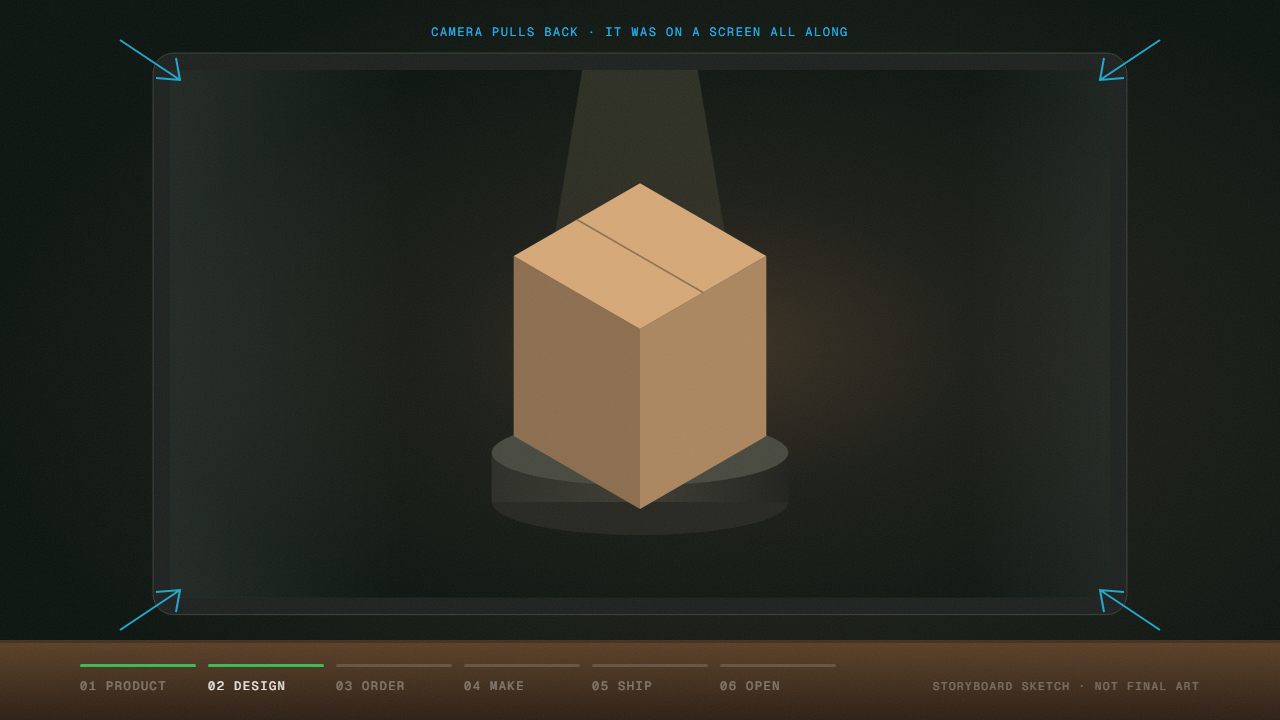 CAMERA PULLS BACK · IT WAS ON A SCREEN ALL ALONG
01 PRODUCT
02 DESIGN
03 ORDER
04 MAKE
05 SHIP
06 OPEN
STORYBOARD SKETCH · NOT FINAL ART